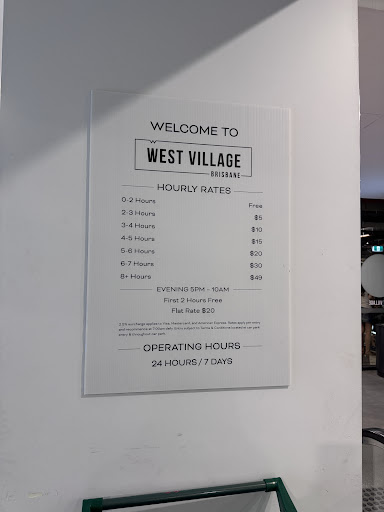 WELCOME TO
WEST VILLAGE
BRISBANE
HOURLY RATES
0-2 Hours Free
2-3 Hours $5
3-4 Hours $10
4-5 Hours $15
5-6 Hours $20
6-7 Hours $30
8+ Hours $49
EVENING 5PM - 10AM
First 2 Hours Free
Flat Rate $20
OPERATING HOURS
24 HOURS / 7 DAYS